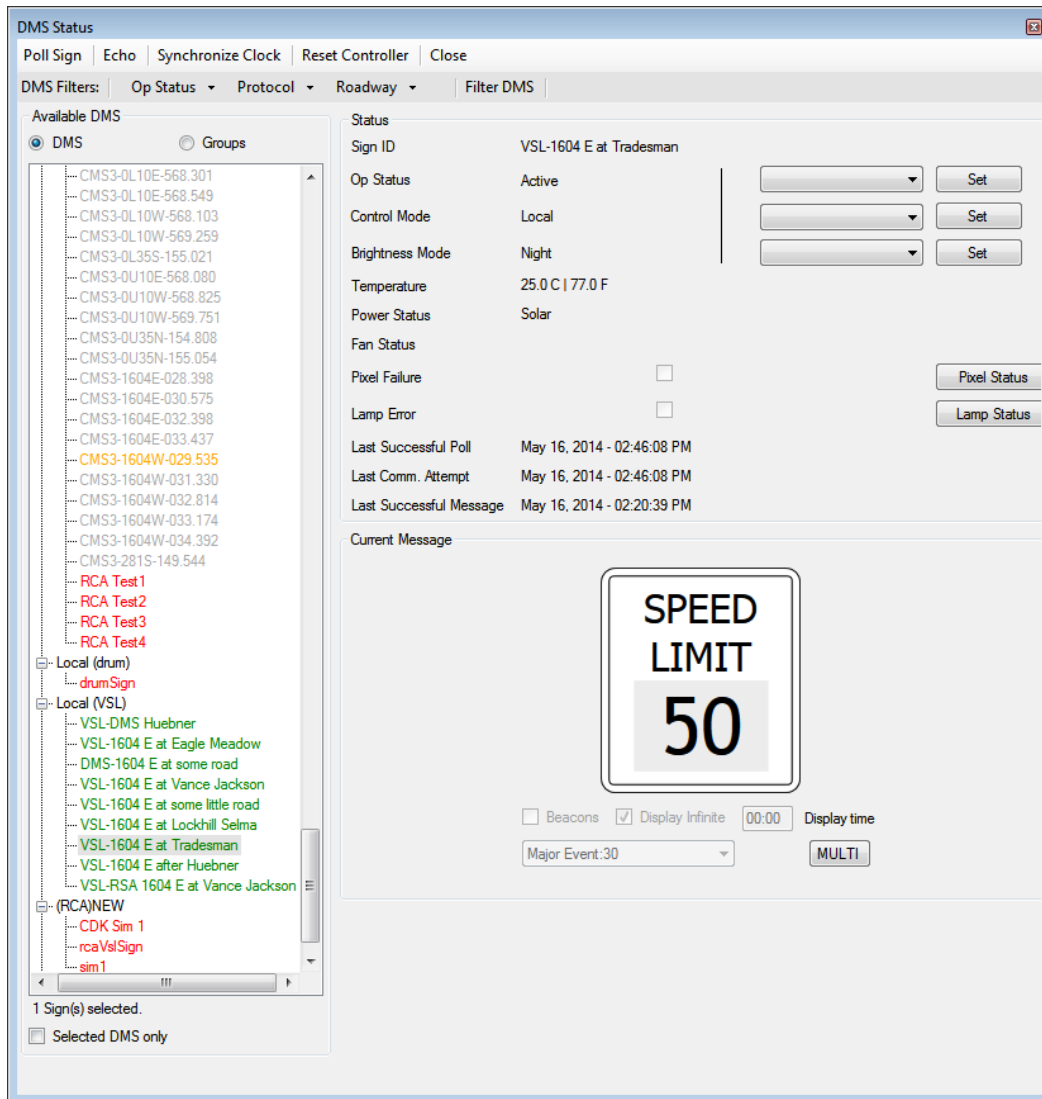 DMS Status
Poll Sign Echo Synchronize Clock Reset Controller Close
DMS Filters: Op Status Protocol Roadway Filter DMS
Available DMS
DMS Groups
CMS3-0L10E-568.301
CMS3-0L10E-568.549
CMS3-0L10W-568.103
CMS3-0L10W-569.259
CMS3-0L35S-155.021
CMS3-0U10E-568.080
CMS3-0U10W-568.825
CMS3-0U10W-569.751
CMS3-0U35N-154.808
CMS3-0U35N-155.054
CMS3-1604E-028.398
CMS3-1604E-030.575
CMS3-1604E-032.398
CMS3-1604E-033.437
CMS3-1604W-029.535
CMS3-1604W-031.330
CMS3-1604W-032.814
CMS3-1604W-033.174
CMS3-1604W-034.392
CMS3-281S-149.544
RCA Test1
RCA Test2
RCA Test3
RCA Test4
Local (drum)
drumSign
Local (VSL)
VSL-DMS Huebner
VSL-1604 E at Eagle Meadow
DMS-1604 E at some road
VSL-1604 E at Vance Jackson
VSL-1604 E at some little road
VSL-1604 E at Lockhill Selma
VSL-1604 E at Tradesman
VSL-1604 E after Huebner
VSL-RSA 1604 E at Vance Jackson
(RCA)NEW
CDK Sim 1
rcaVslSign
sim1
1 Sign(s) selected.
Selected DMS only
Status
Sign ID VSL-1604 E at Tradesman
Op Status Active Set
Control Mode Local Set
Brightness Mode Night Set
Temperature 25.0 C | 77.0 F
Power Status Solar
Fan Status
Pixel Failure Pixel Status
Lamp Error Lamp Status
Last Successful Poll May 16, 2014 - 02:46:08 PM
Last Comm. Attempt May 16, 2014 - 02:46:08 PM
Last Successful Message May 16, 2014 - 02:20:39 PM
Current Message
SPEED
LIMIT
50
Beacons Display Infinite 00:00 Display time
Major Event:30 MULTI